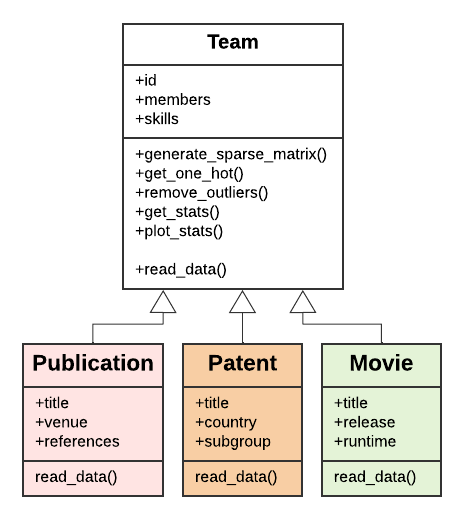 Team
+id
+members
+skills
+generate_sparse_matrix()
+get_one_hot()
+remove_outliers()
+get_stats()
+plot_stats()
+read_data()
Publication
+title
+venue
+references
read_data()
Patent
+title
+country
+subgroup
read_data()
Movie
+title
+release
+runtime
read_data()